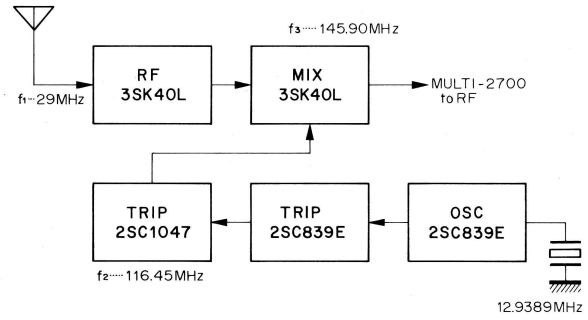 f3····· 145.90MHz
RF
3SK40L
MIX
3SK40L
MULTI-2700
to RF
f1···29MHz
TRIP
2SC1047
TRIP
2SC839E
OSC
2SC839E
f2····· 116.45MHz
12.9389MHz